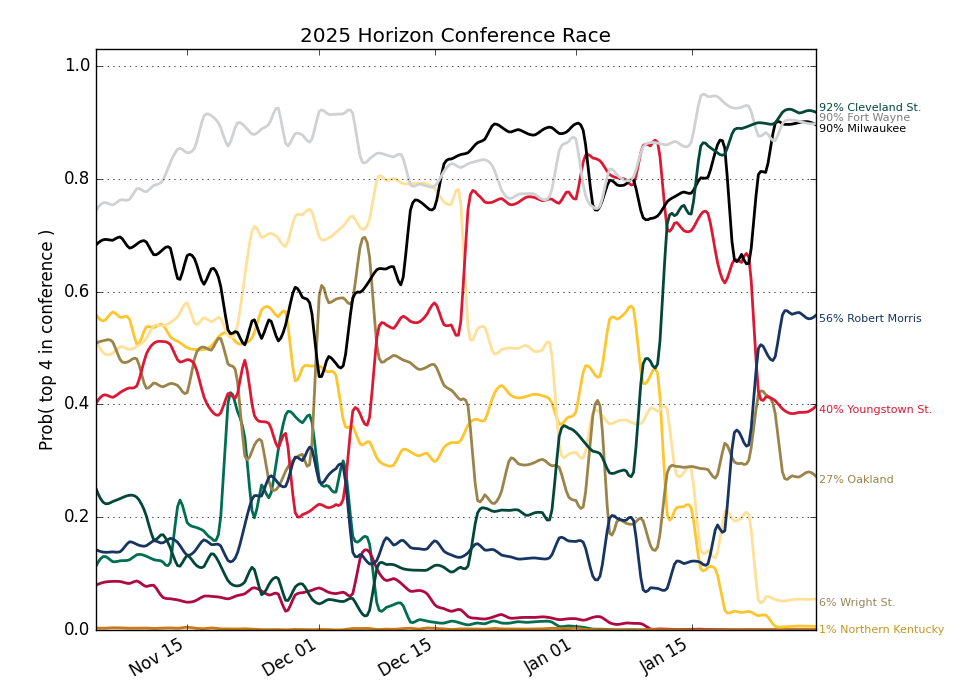 2025 Horizon Conference Race
Prob( top 4 in conference )
1.0
0.8
0.6
0.4
0.2
0.0
Nov 15
Dec 01
Dec 15
Jan 01
Jan 15
92% Cleveland St.
90% Fort Wayne
90% Milwaukee
56% Robert Morris
40% Youngstown St.
27% Oakland
6% Wright St.
1% Northern Kentucky